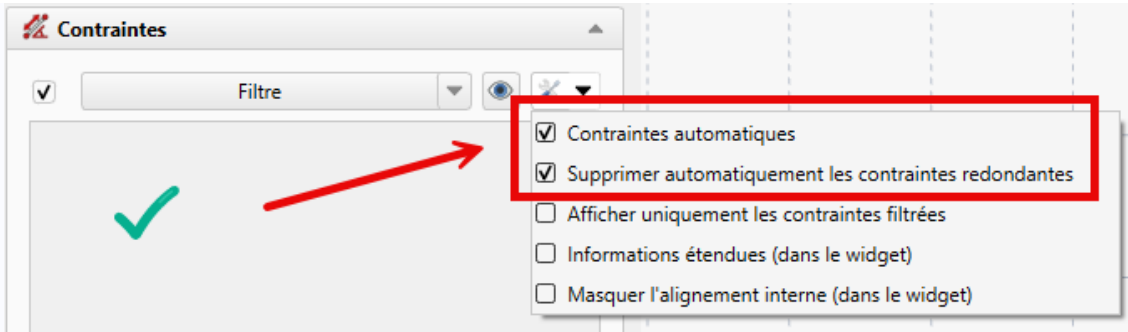 Contraintes
Filtre
Contraintes automatiques
Supprimer automatiquement les contraintes redondantes
Afficher uniquement les contraintes filtrées
Informations étendues (dans le widget)
Masquer l'alignement interne (dans le widget)